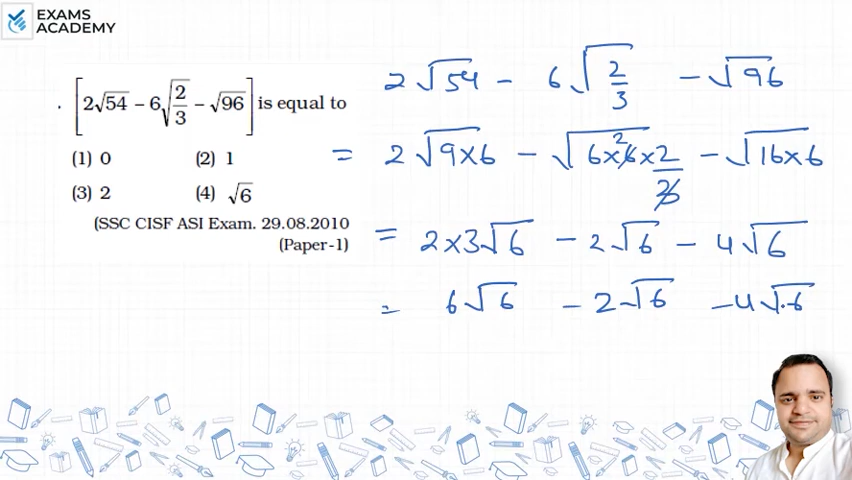 EXAMS
ACADEMY
. [2√54 − 6√(2/3) − √96] is equal to
(1) 0 (2) 1
(3) 2 (4) √6
(SSC CISF ASI Exam. 29.08.2010
(Paper-1)
2√54 − 6√(2/3) − √96
= 2√(9×6) − √(6×6×2/3) − √(16×6)
2
= 2×3√6 − 2√6 − 4√6
= 6√6 − 2√6 − 4√6